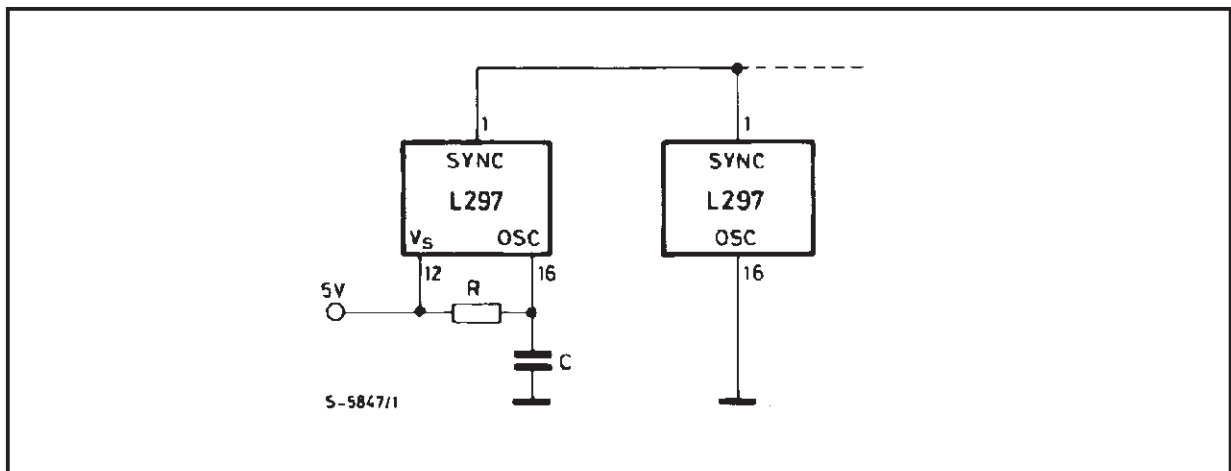 1 1
SYNC SYNC
L297 L297
VS OSC OSC
12 16 16
5V R
C
S-5847/1